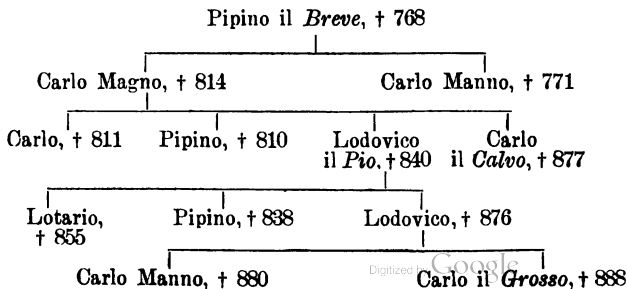 Pipino il Breve, † 768
Carlo Magno, † 814 Carlo Manno, † 771
Carlo, † 811 Pipino, † 810 Lodovico Carlo
il Pio, † 840 il Calvo, † 877
Lotario, Pipino, † 838 Lodovico, † 876
† 855
Carlo Manno, † 880 Carlo il Grosso, † 888
Digitized by Google